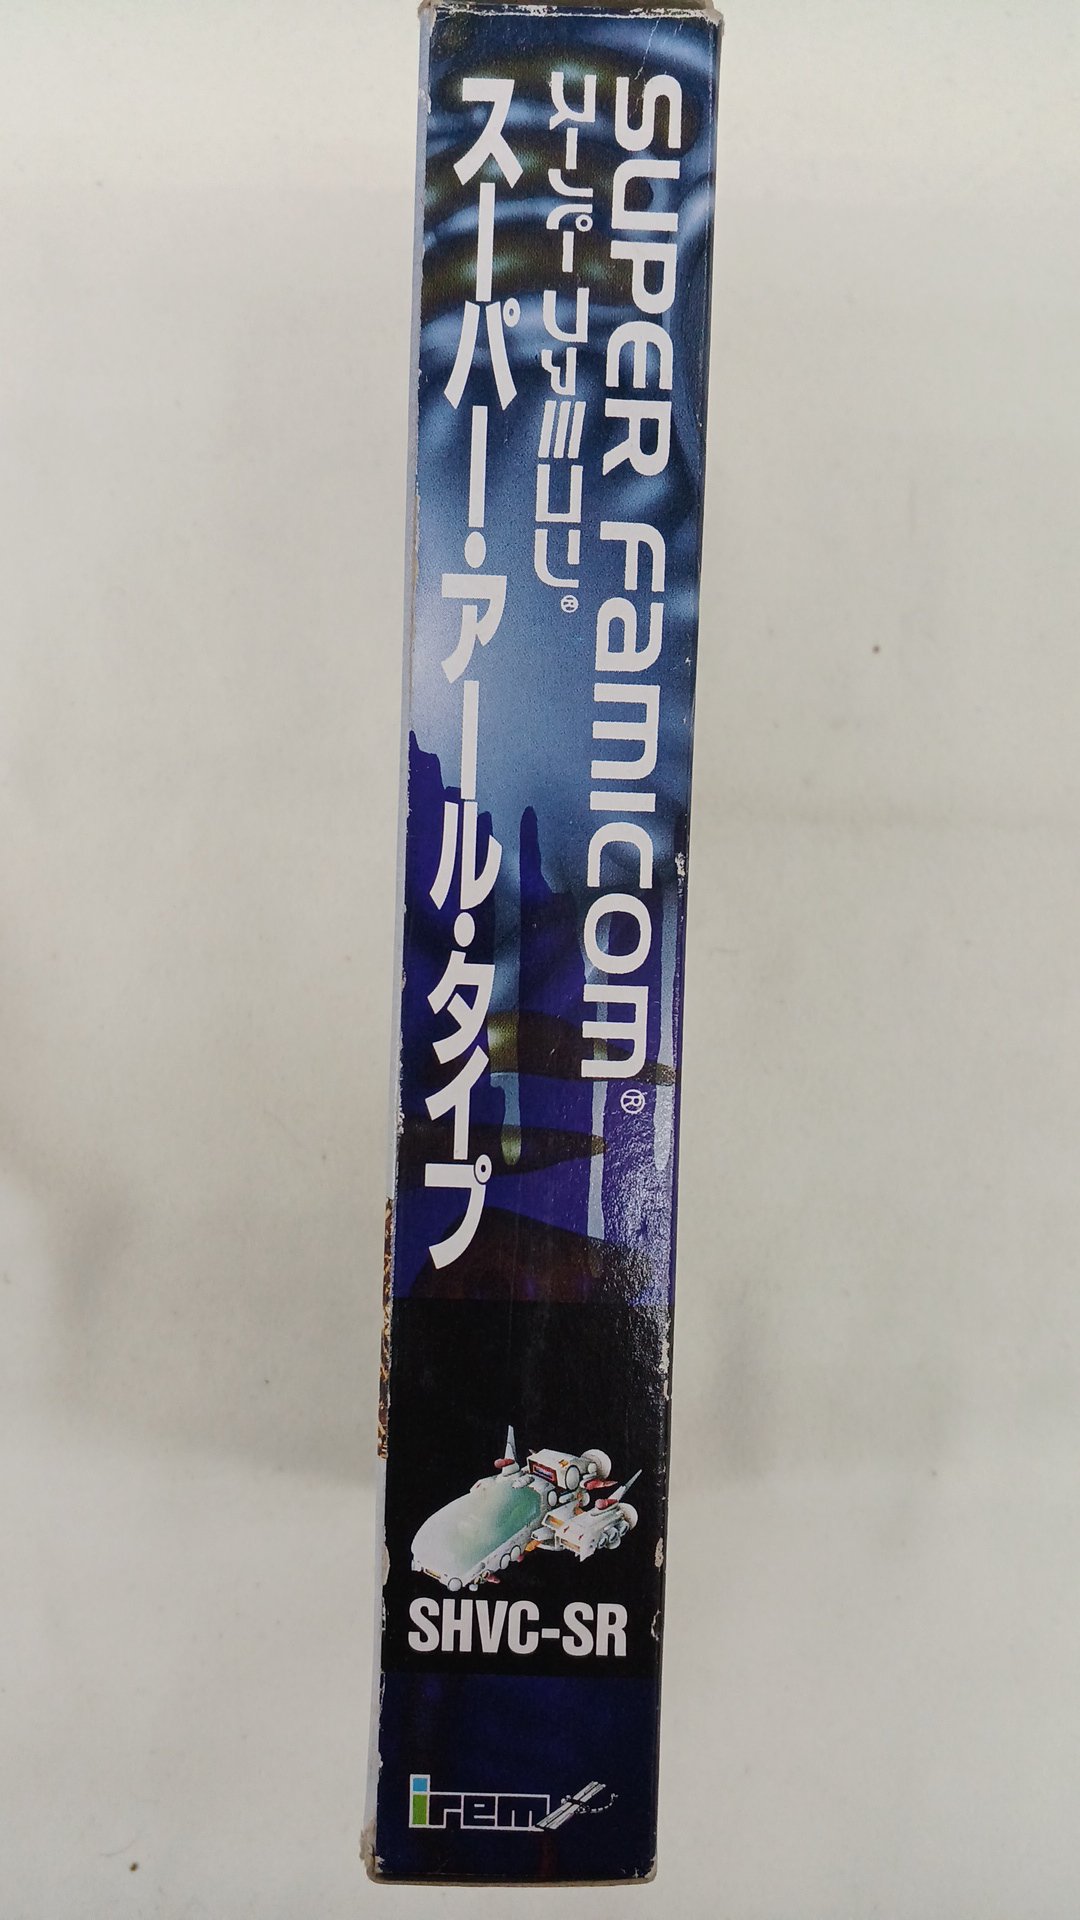 SUPER Famicom®
スーパーファミコン®
スーパー・アール・タイプ
SHVC-SR
irem